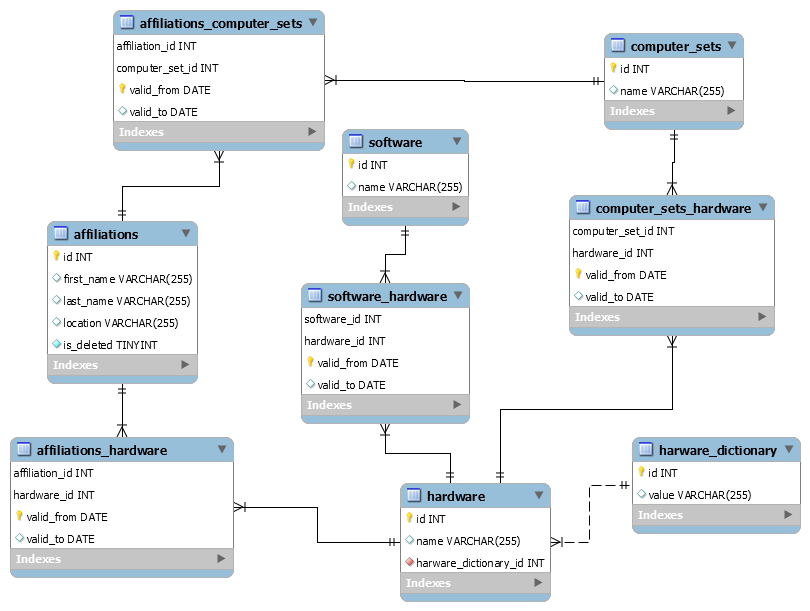 affiliations_computer_sets
affiliation_id INT
computer_set_id INT
valid_from DATE
valid_to DATE
Indexes
computer_sets
id INT
name VARCHAR(255)
Indexes
software
id INT
name VARCHAR(255)
Indexes
computer_sets_hardware
computer_set_id INT
hardware_id INT
valid_from DATE
valid_to DATE
Indexes
affiliations
id INT
first_name VARCHAR(255)
last_name VARCHAR(255)
location VARCHAR(255)
is_deleted TINYINT
Indexes
software_hardware
software_id INT
hardware_id INT
valid_from DATE
valid_to DATE
Indexes
affiliations_hardware
affiliation_id INT
hardware_id INT
valid_from DATE
valid_to DATE
Indexes
hardware
id INT
name VARCHAR(255)
harware_dictionary_id INT
Indexes
harware_dictionary
id INT
value VARCHAR(255)
Indexes